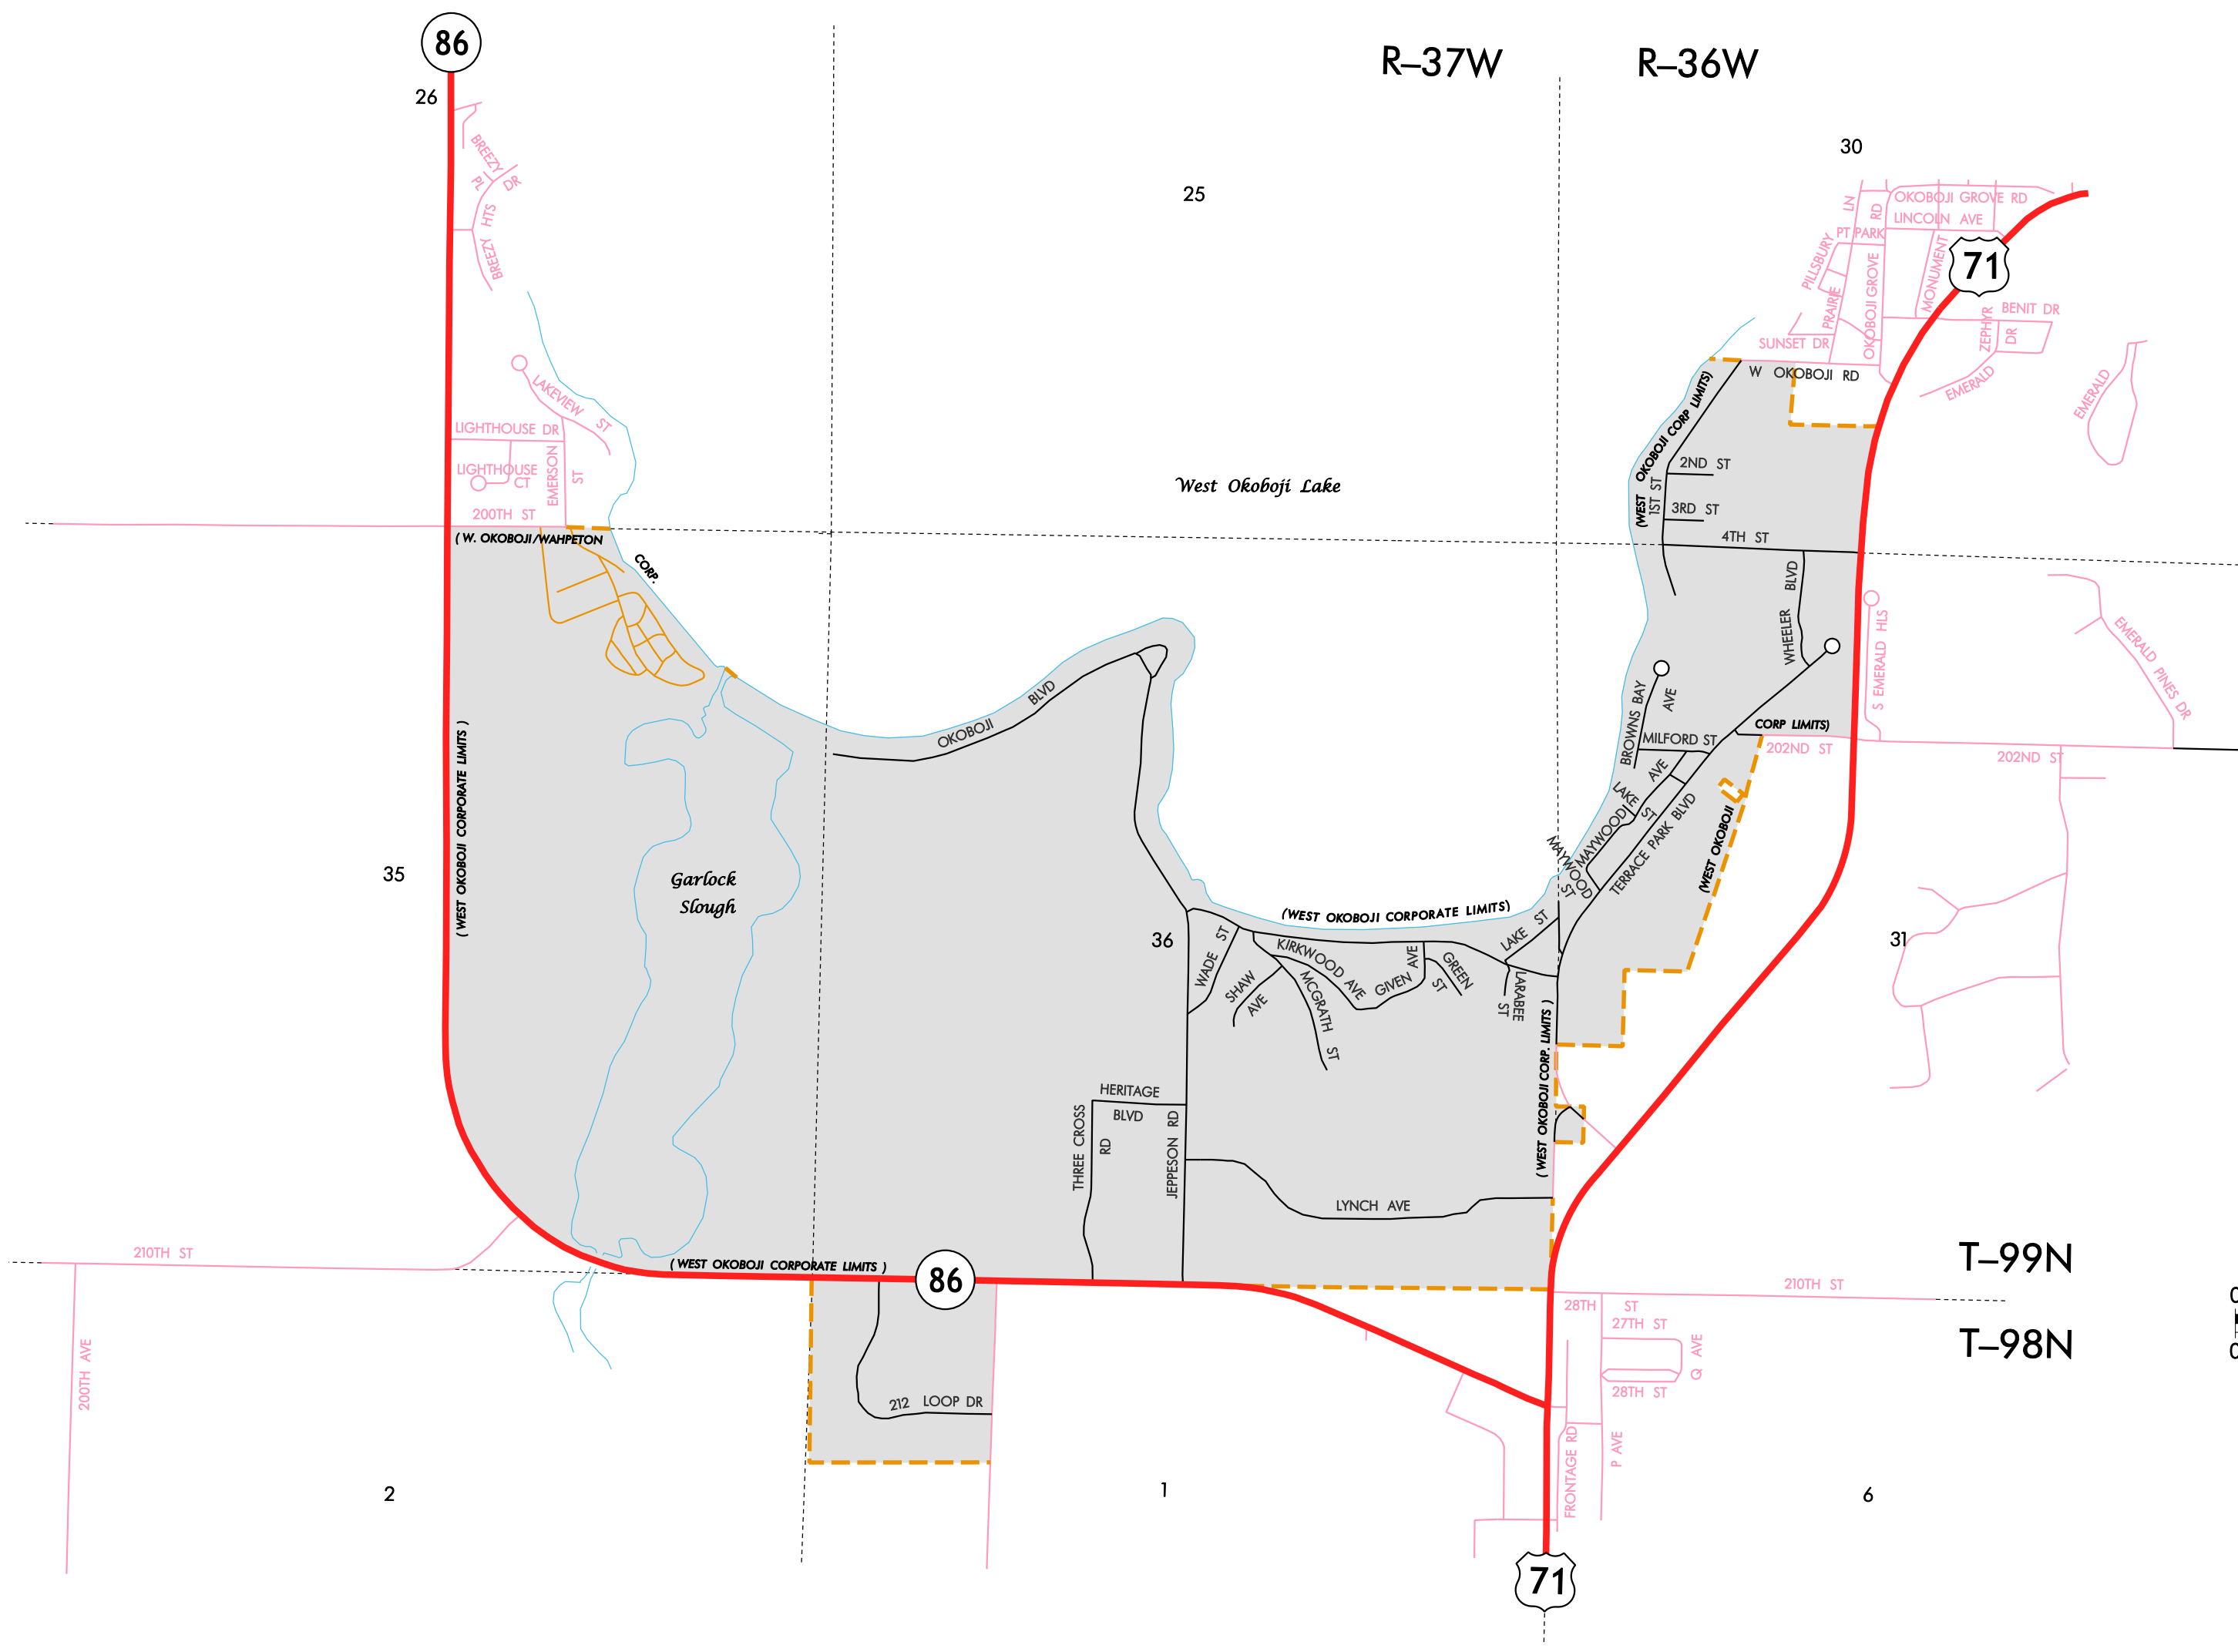 86
R–37W
R–36W
26
BREEZY
PL
DR
BREEZY HTS
25
30
LN
OKOBOJI GROVE RD
RD
LINCOLN AVE
PT PARK
PILLSBURY
PRAIRIE
OKOBOJI GROVE
MONUMENT
71
ZEPHYR
DR
BENIT DR
SUNSET DR
W OKOBOJI RD
EMERALD
EMERALD
LAKEVIEW ST
LIGHTHOUSE DR
LIGHTHOUSE
CT
EMERSON
ST
200TH ST
( W. OKOBOJI/WAHPETON
CORP.
West Okoboji Lake
(WEST OKOBOJI CORP LIMITS)
1ST ST
2ND ST
3RD ST
4TH ST
WHEELER BLVD
S EMERALD HLS
EMERALD PINES DR
BROWNS BAY
AVE
CORP LIMITS)
MILFORD ST
202ND ST
202ND ST
OKOBOJI BLVD
LAKE
ST
MAYWOOD
AVE
MAYWOOD
ST
TERRACE PARK BLVD
(WEST OKOBOJI
(WEST OKOBOJI CORPORATE LIMITS )
35
Garlock
Slough
36
31
(WEST OKOBOJI CORPORATE LIMITS)
WADE ST
SHAW
AVE
KIRKWOOD AVE
MCGRATH ST
GIVEN
AVE
GREEN
ST
LAKE ST
LARABEE
ST
( WEST OKOBOJI CORP. LIMITS )
HERITAGE
BLVD
THREE CROSS
RD
JEPPESON RD
LYNCH AVE
210TH ST
( WEST OKOBOJI CORPORATE LIMITS )
86
T–99N
210TH ST
28TH ST
27TH ST
T–98N
Q AVE
28TH ST
200TH AVE
212 LOOP DR
FRONTAGE RD
P AVE
2
1
6
71
0
0